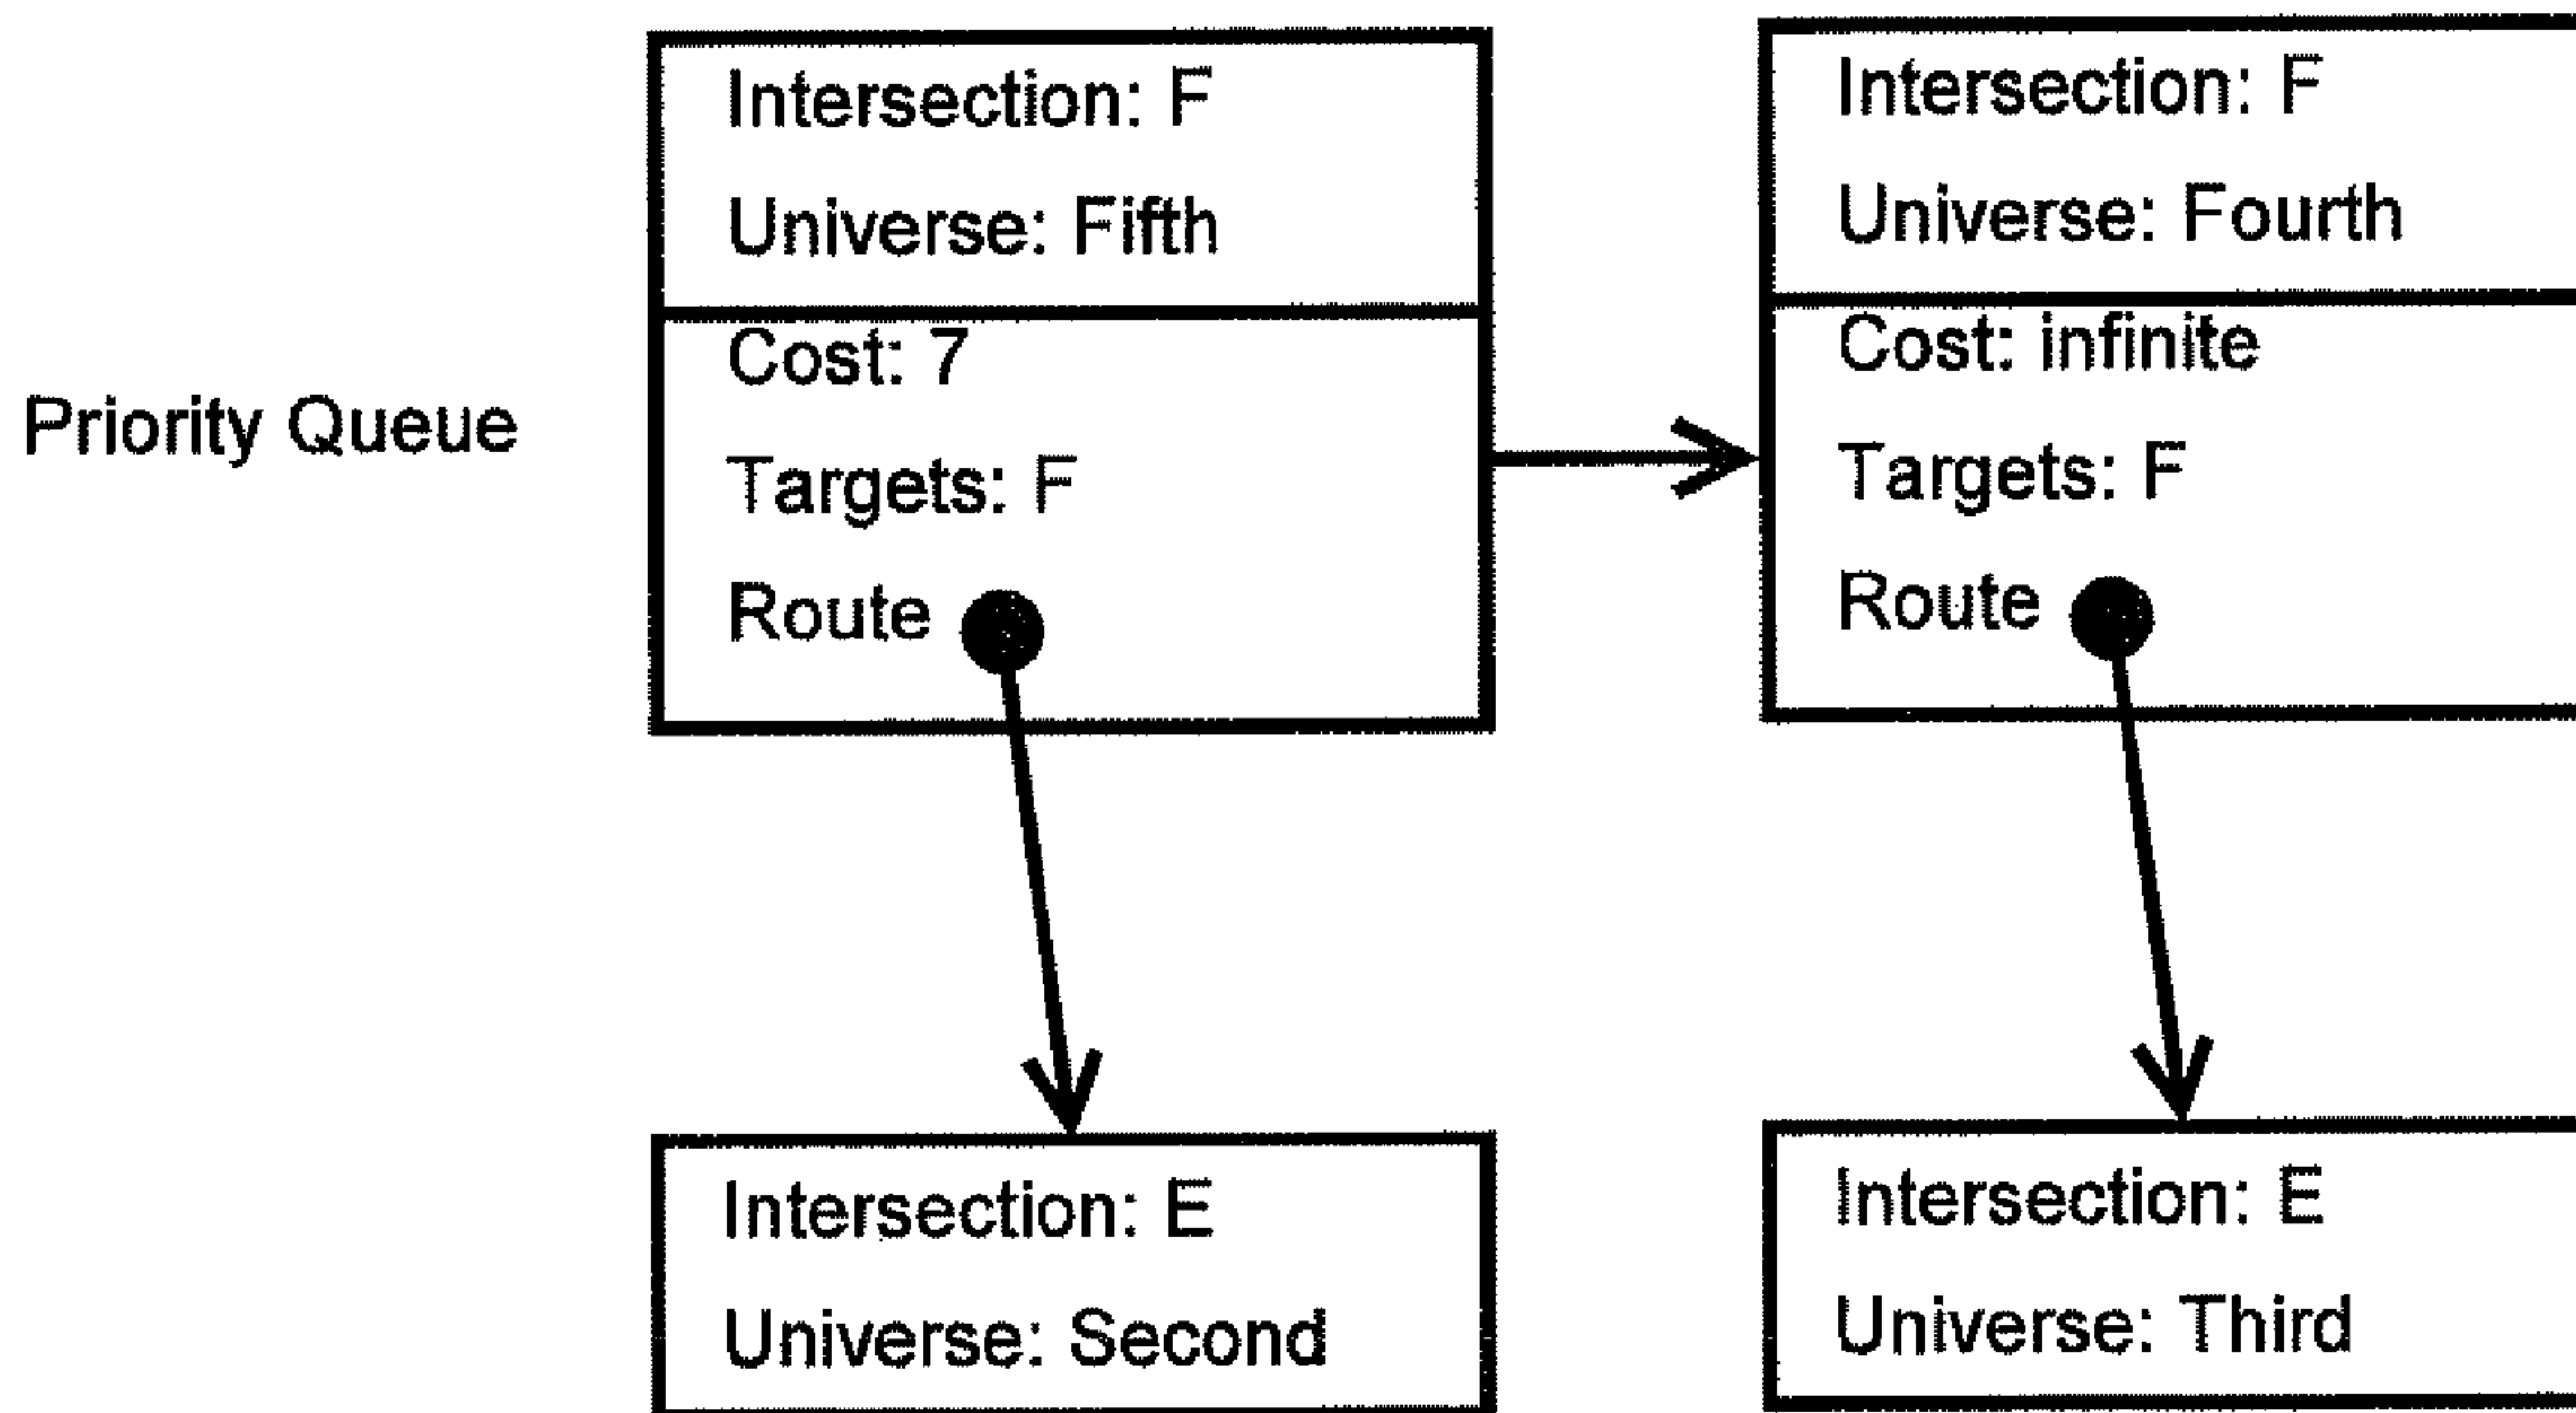 Priority Queue
Intersection: F
Universe: Fifth
Cost: 7
Targets: F
Route
Intersection: F
Universe: Fourth
Cost: infinite
Targets: F
Route
Intersection: E
Universe: Second
Intersection: E
Universe: Third